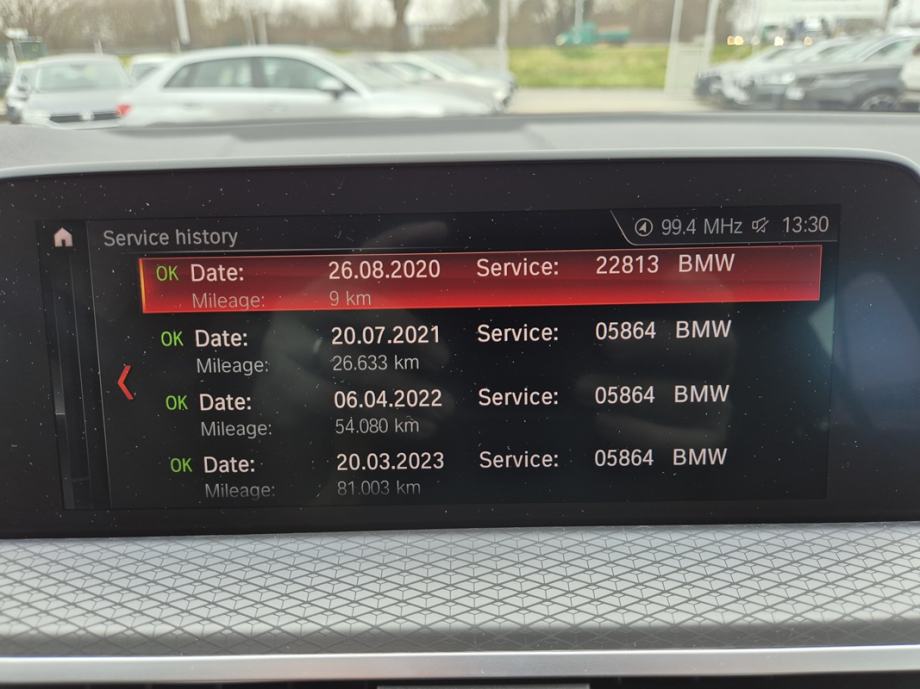 Service history 99.4 MHz 13:30
OK Date: 26.08.2020 Service: 22813 BMW
Mileage: 9 km
OK Date: 20.07.2021 Service: 05864 BMW
Mileage: 26.633 km
OK Date: 06.04.2022 Service: 05864 BMW
Mileage: 54.080 km
OK Date: 20.03.2023 Service: 05864 BMW
Mileage: 81.003 km